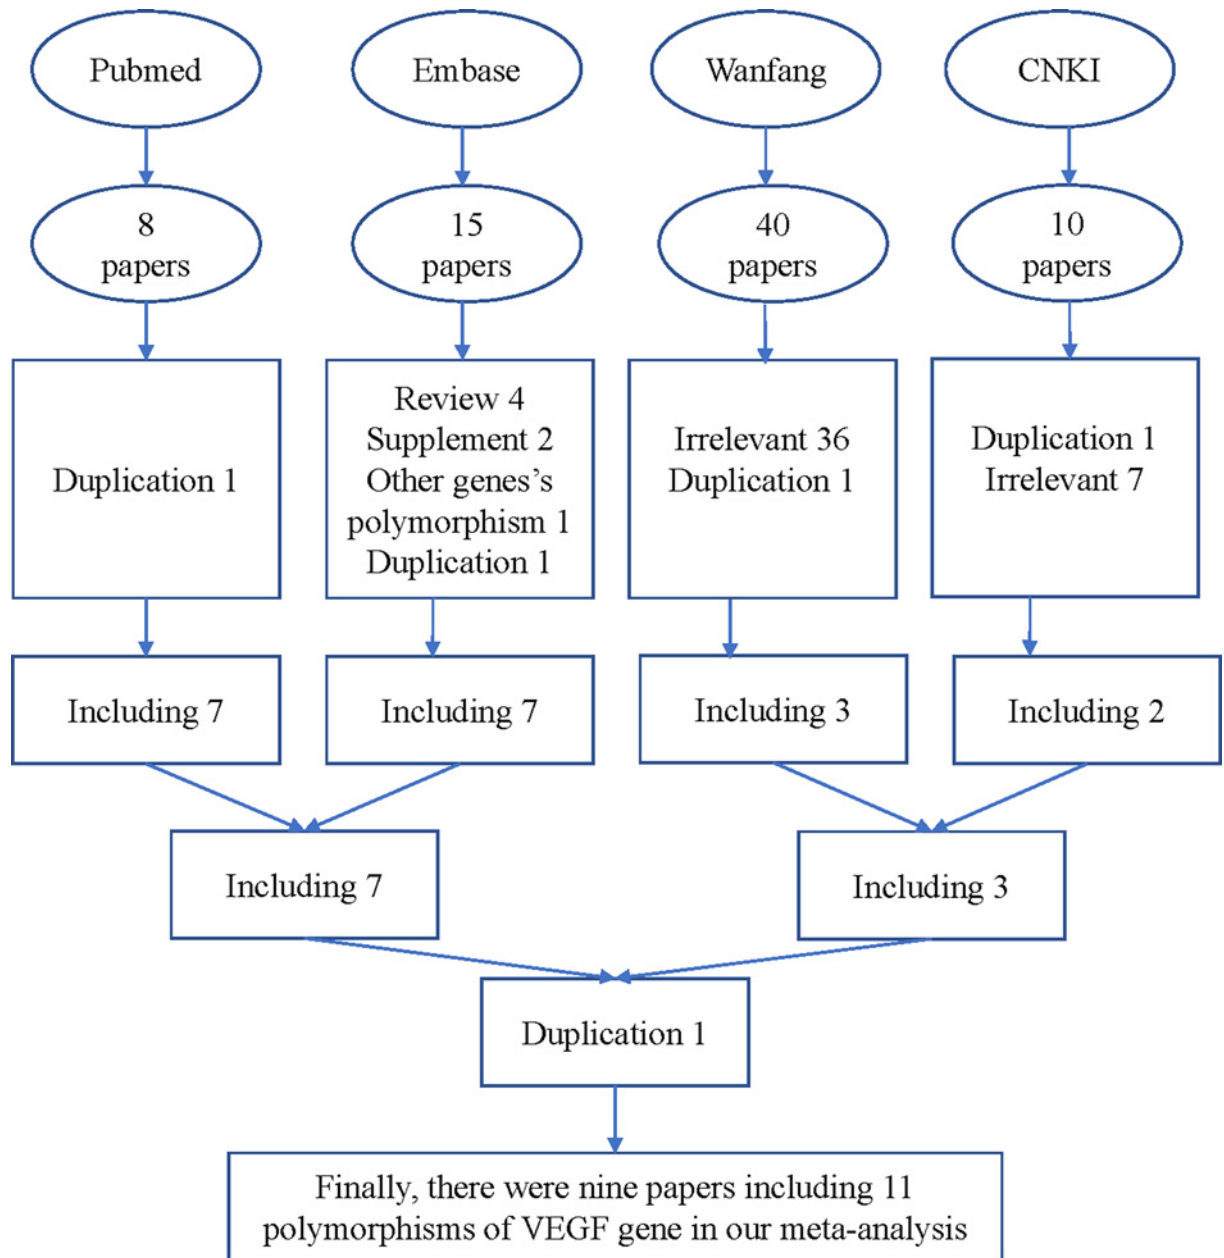 Pubmed
Embase
Wanfang
CNKI
8
papers
15
papers
40
papers
10
papers
Duplication 1
Review 4
Supplement 2
Other genes’s
polymorphism 1
Duplication 1
Irrelevant 36
Duplication 1
Duplication 1
Irrelevant 7
Including 7
Including 7
Including 3
Including 2
Including 7
Including 3
Duplication 1
Finally, there were nine papers including 11
polymorphisms of VEGF gene in our meta-analysis